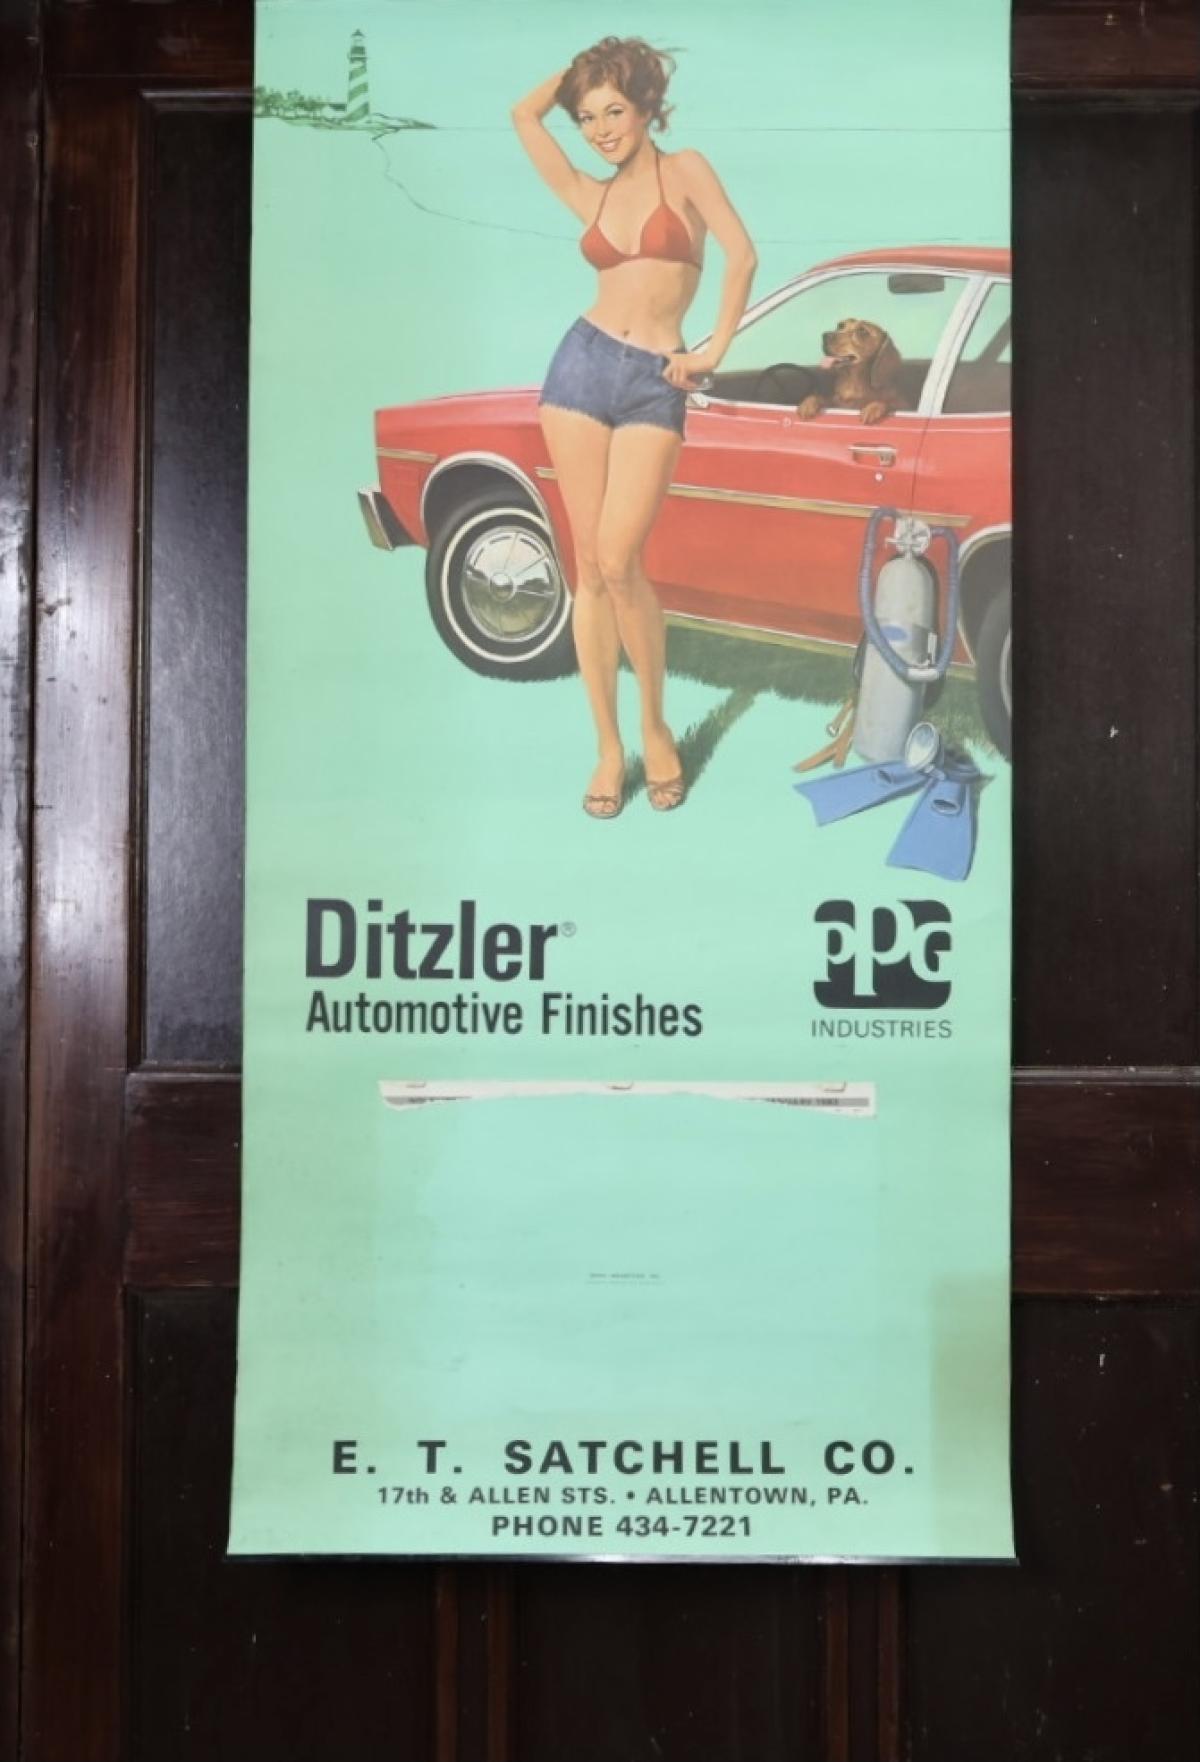 Ditzler®
Automotive Finishes
PPG
INDUSTRIES
E. T. SATCHELL CO.
17th & ALLEN STS. • ALLENTOWN, PA.
PHONE 434-7221